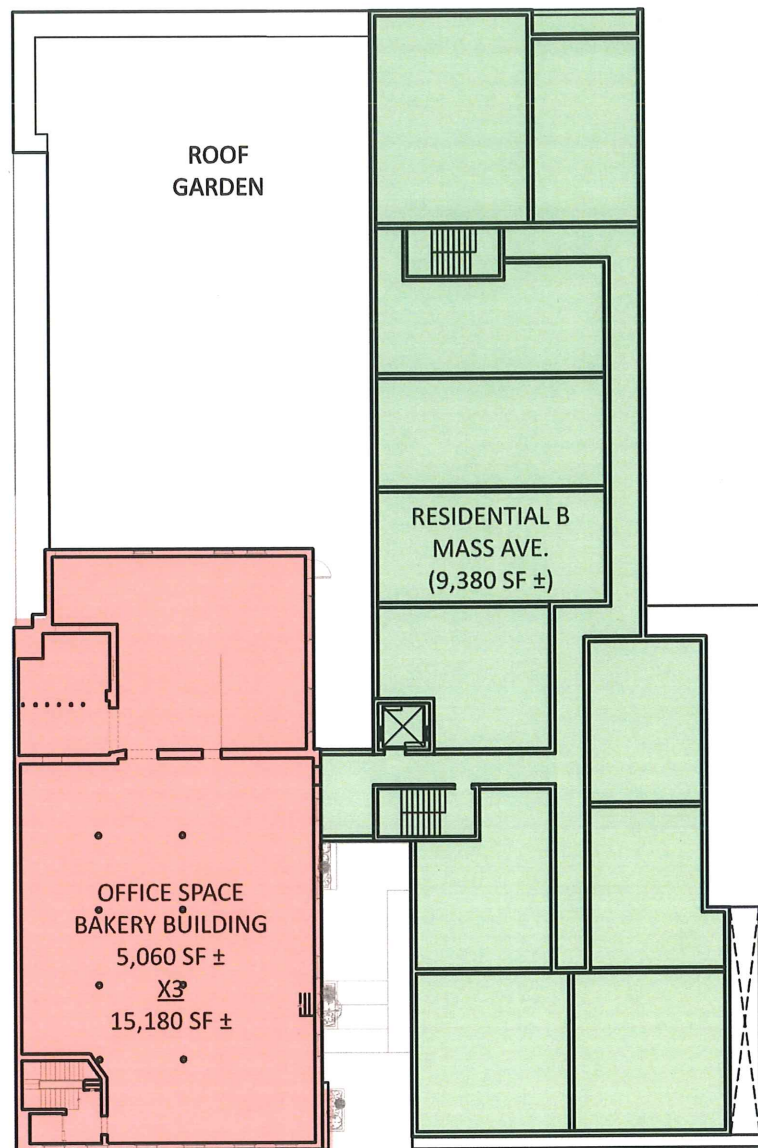 ROOF
GARDEN
RESIDENTIAL B
MASS AVE.
(9,380 SF ±)
OFFICE SPACE
BAKERY BUILDING
5,060 SF ±
X3
15,180 SF ±